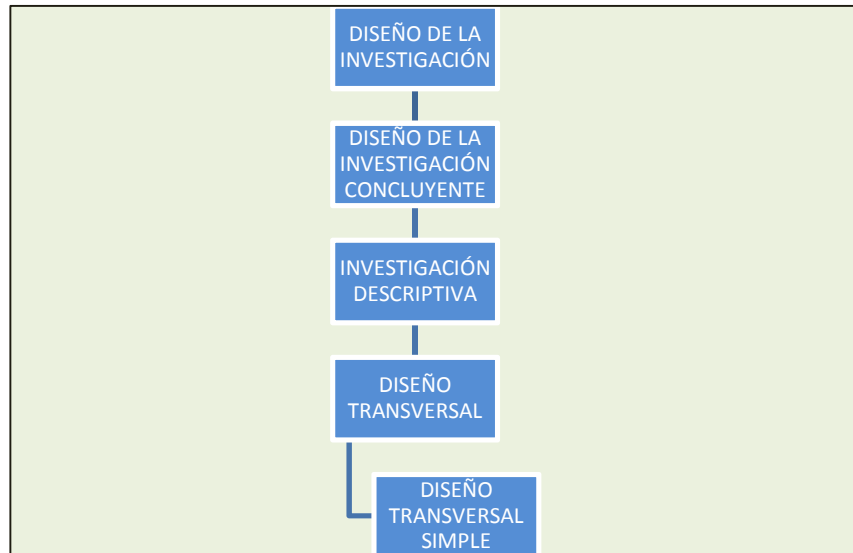 DISEÑO DE LA
INVESTIGACIÓN
DISEÑO DE LA
INVESTIGACIÓN
CONCLUYENTE
INVESTIGACIÓN
DESCRIPTIVA
DISEÑO
TRANSVERSAL
DISEÑO
TRANSVERSAL
SIMPLE